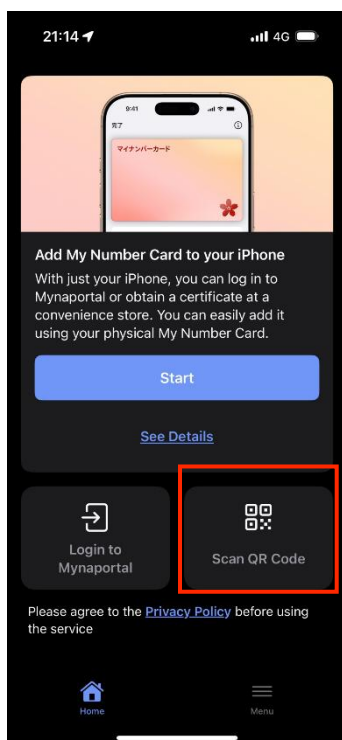 21:14
4G
9:41
完了
マイナンバーカード
Add My Number Card to your iPhone
With just your iPhone, you can log in to
Mynaportal or obtain a certificate at a
convenience store. You can easily add it
using your physical My Number Card.
Start
See Details
Login to
Mynaportal
Scan QR Code
Please agree to the Privacy Policy before using
the service
Home
Menu